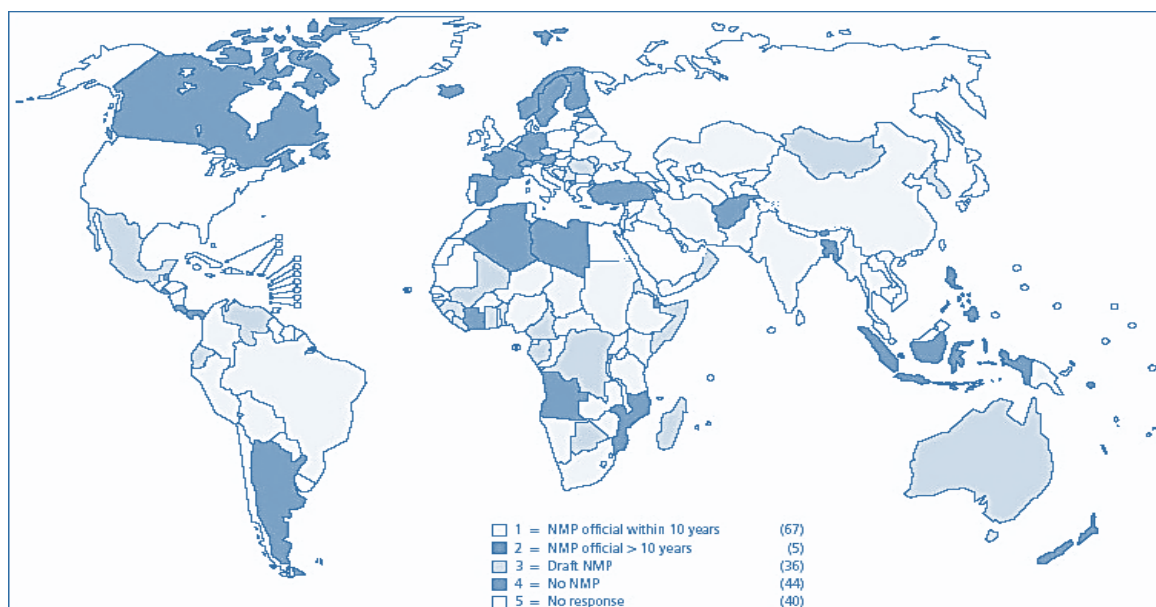 1 = NMP official within 10 years (67)
2 = NMP official > 10 years (5)
3 = Draft NMP (36)
4 = No NMP (44)
5 = No response (40)